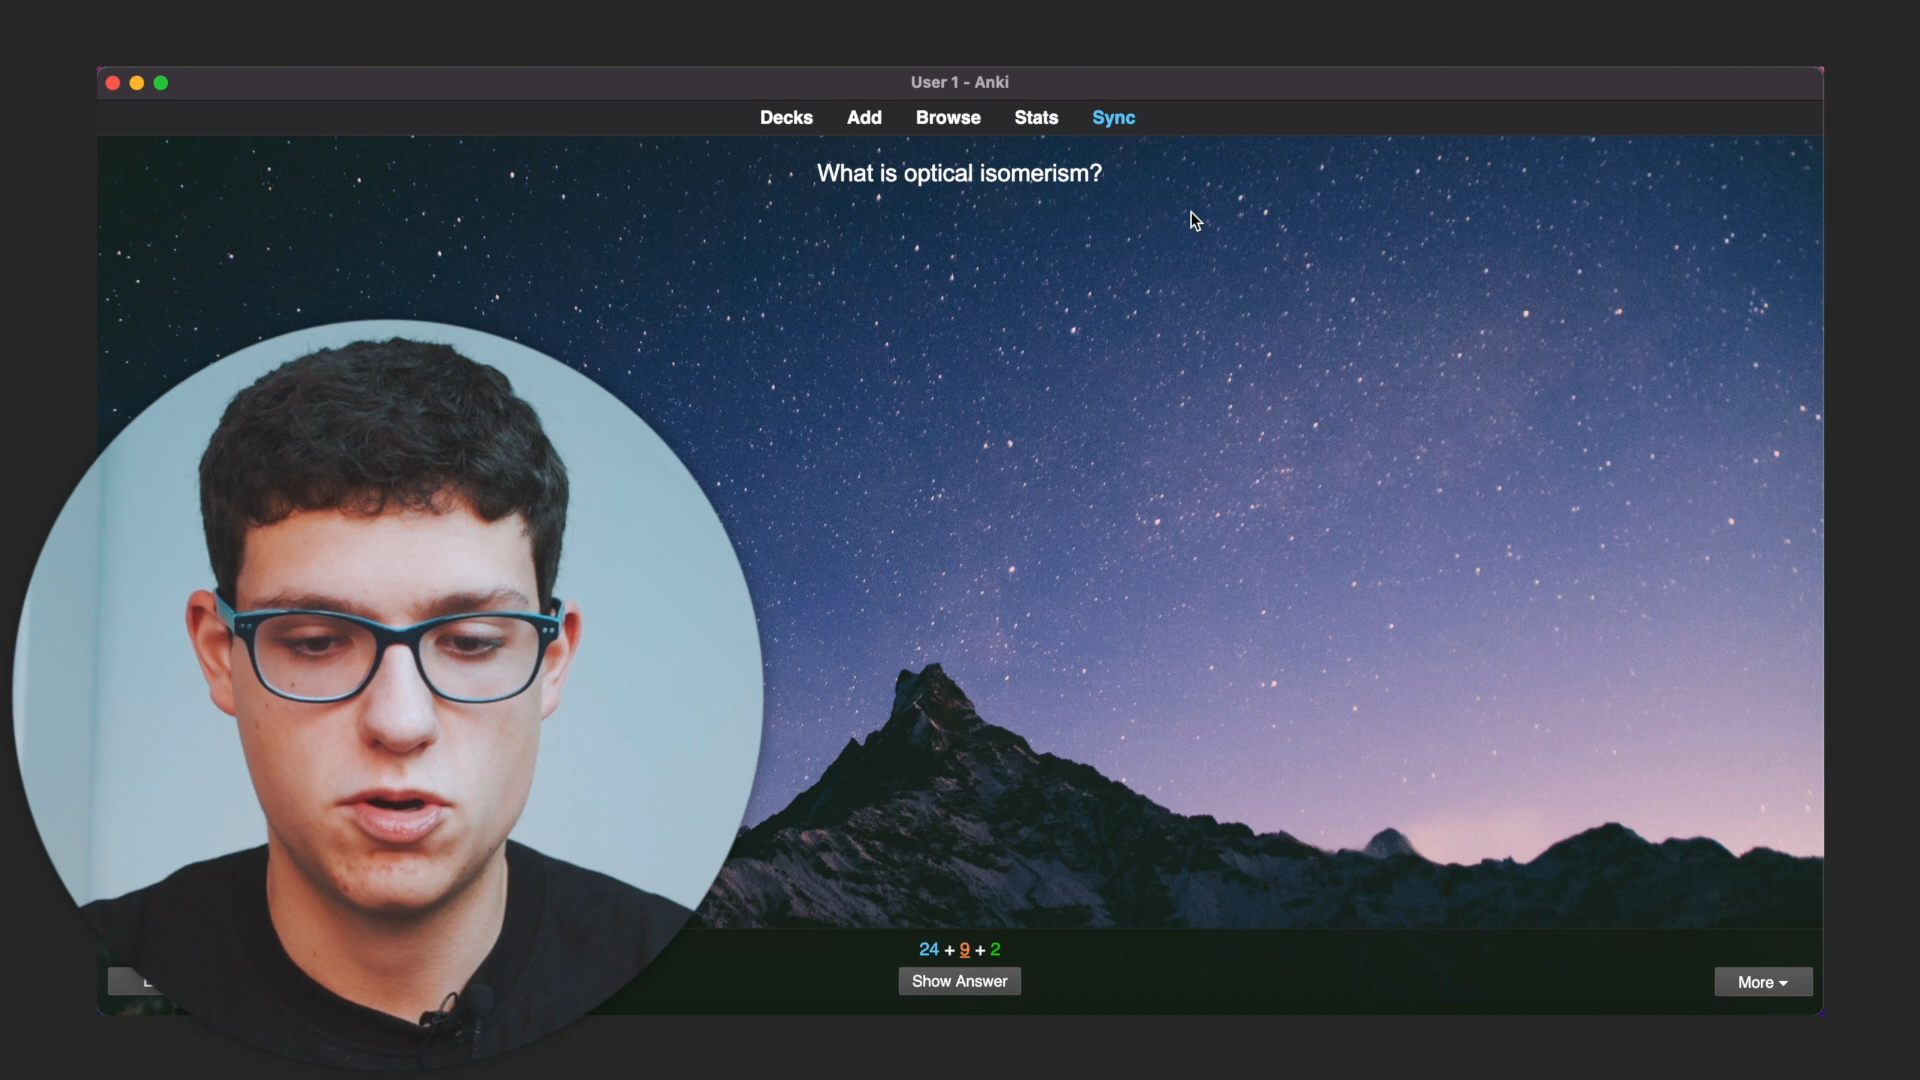 User 1 - Anki
Decks Add Browse Stats Sync
What is optical isomerism?
24 + 9 + 2
Show Answer
More